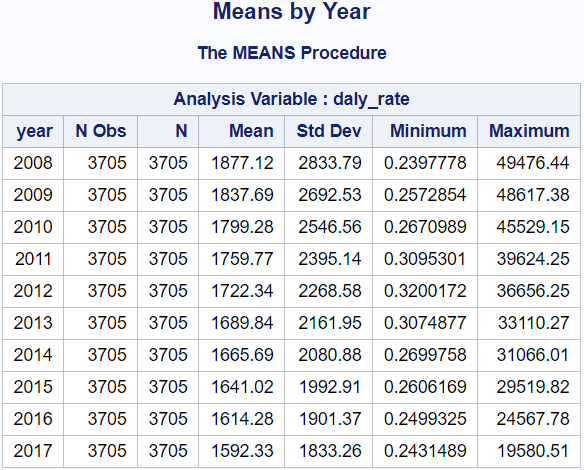 Means by Year
The MEANS Procedure
Analysis Variable : daly_rate
year N Obs N Mean Std Dev Minimum Maximum
2008 3705 3705 1877.12 2833.79 0.2397778 49476.44
2009 3705 3705 1837.69 2692.53 0.2572854 48617.38
2010 3705 3705 1799.28 2546.56 0.2670989 45529.15
2011 3705 3705 1759.77 2395.14 0.3095301 39624.25
2012 3705 3705 1722.34 2268.58 0.3200172 36656.25
2013 3705 3705 1689.84 2161.95 0.3074877 33110.27
2014 3705 3705 1665.69 2080.88 0.2699758 31066.01
2015 3705 3705 1641.02 1992.91 0.2606169 29519.82
2016 3705 3705 1614.28 1901.37 0.2499325 24567.78
2017 3705 3705 1592.33 1833.26 0.2431489 19580.51